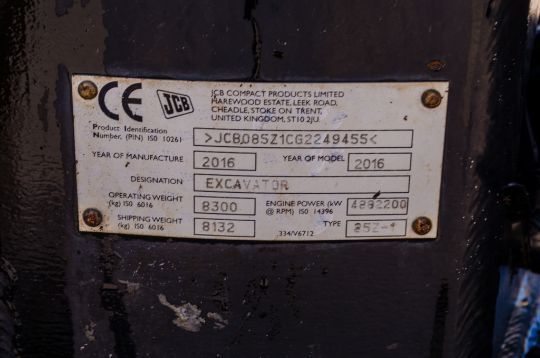 CE JCB
JCB COMPACT PRODUCTS LIMITED
HAREWOOD ESTATE, LEEK ROAD,
CHEADLE, STOKE ON TRENT,
UNITED KINGDOM, ST10 2JU.
Product Identification
Number. (PIN) ISO 10261 >JCB085Z1CG2249455<
YEAR OF MANUFACTURE 2016 YEAR OF MODEL 2016
DESIGNATION EXCAVATOR
OPERATING WEIGHT (kg) ISO 6016 8300 ENGINE POWER (kW @ RPM) ISO 14396
SHIPPING WEIGHT (kg) ISO 6016 8132 334/V6712 TYPE 85Z-1